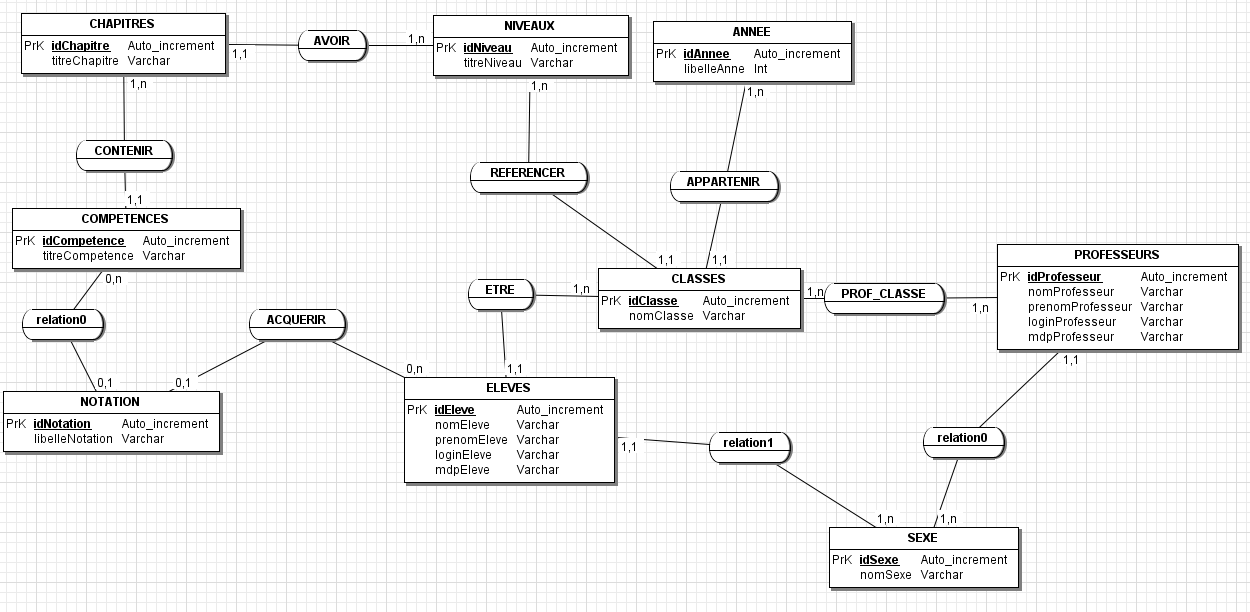 CHAPITRES
PrK idChapitre Auto_increment
titreChapitre Varchar
1,1
AVOIR
1,n
NIVEAUX
PrK idNiveau Auto_increment
titreNiveau Varchar
ANNEE
PrK idAnnee Auto_increment
libelleAnne Int
1,n
1,n
1,n
CONTENIR
REFERENCER
APPARTENIR
1,1
1,1
1,1
COMPETENCES
PrK idCompetence Auto_increment
titreCompetence Varchar
0,n
ETRE
1,n
CLASSES
PrK idClasse Auto_increment
nomClasse Varchar
1,n
PROF_CLASSE
1,n
PROFESSEURS
PrK idProfesseur Auto_increment
nomProfesseur Varchar
prenomProfesseur Varchar
loginProfesseur Varchar
mdpProfesseur Varchar
1,1
relation0
ACQUERIR
0,1
0,1
0,n
1,1
NOTATION
PrK idNotation Auto_increment
libelleNotation Varchar
ELEVES
PrK idEleve Auto_increment
nomEleve Varchar
prenomEleve Varchar
loginEleve Varchar
mdpEleve Varchar
1,1
relation1
relation0
1,n
1,n
SEXE
PrK idSexe Auto_increment
nomSexe Varchar